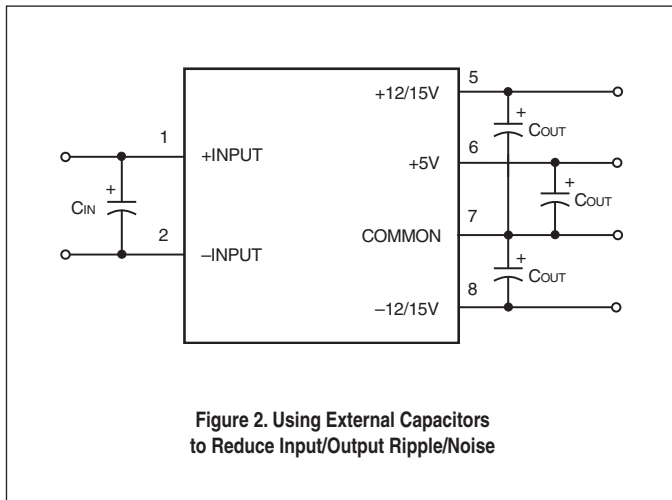 5
+12/15V
+
COUT
1
+INPUT
6
+5V
+
COUT
+
CIN
7
COMMON
2
–INPUT
+
COUT
8
–12/15V
Figure 2. Using External Capacitors
to Reduce Input/Output Ripple/Noise